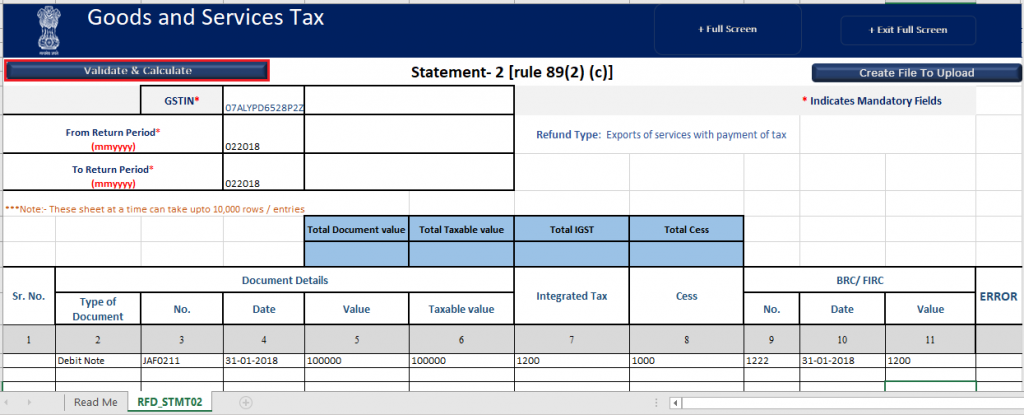 Goods and Services Tax
+ Full Screen
+ Exit Full Screen
Validate & Calculate
Statement- 2 [rule 89(2) (c)]
Create File To Upload
GSTIN*
07ALYPD6528P2Z
* Indicates Mandatory Fields
From Return Period*
(mmyyyy)
022018
Refund Type: Exports of services with payment of tax
To Return Period*
(mmyyyy)
022018
***Note:- These sheet at a time can take upto 10,000 rows / entries
Total Document value Total Taxable value Total IGST Total Cess
Sr. No.
Document Details
Integrated Tax
Cess
BRC/ FIRC
ERROR
Type of
Document
No. Date Value Taxable value
No. Date Value
1 2 3 4 5 6 7 8 9 10 11
Debit Note JAF0211 31-01-2018 100000 100000 1200 1000 1222 31-01-2018 1200
Read Me RFD_STMT02